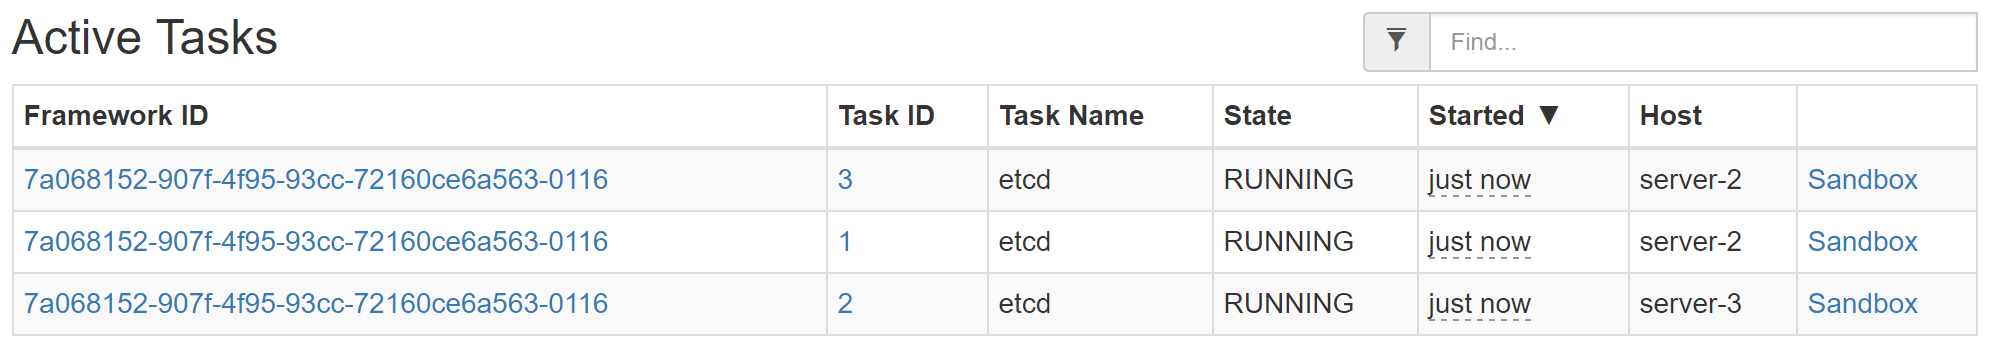 Active Tasks
Find...
Framework ID Task ID Task Name State Started ▼ Host
7a068152-907f-4f95-93cc-72160ce6a563-0116 3 etcd RUNNING just now server-2 Sandbox
7a068152-907f-4f95-93cc-72160ce6a563-0116 1 etcd RUNNING just now server-2 Sandbox
7a068152-907f-4f95-93cc-72160ce6a563-0116 2 etcd RUNNING just now server-3 Sandbox